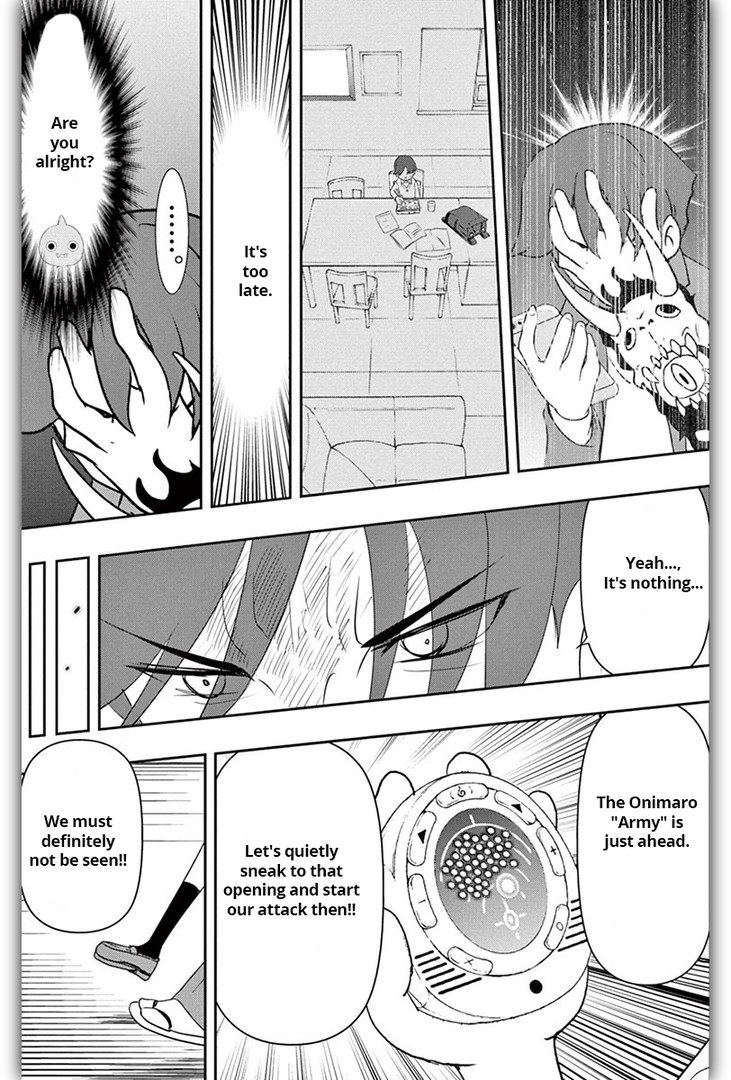 It's
too
late.
……。
Are
you
alright?
Yeah...,
It's nothing...
The Onimaro
"Army" is
just ahead.
Let's quietly
sneak to that
opening and start
our attack then!!
We must
definitely
not be seen!!